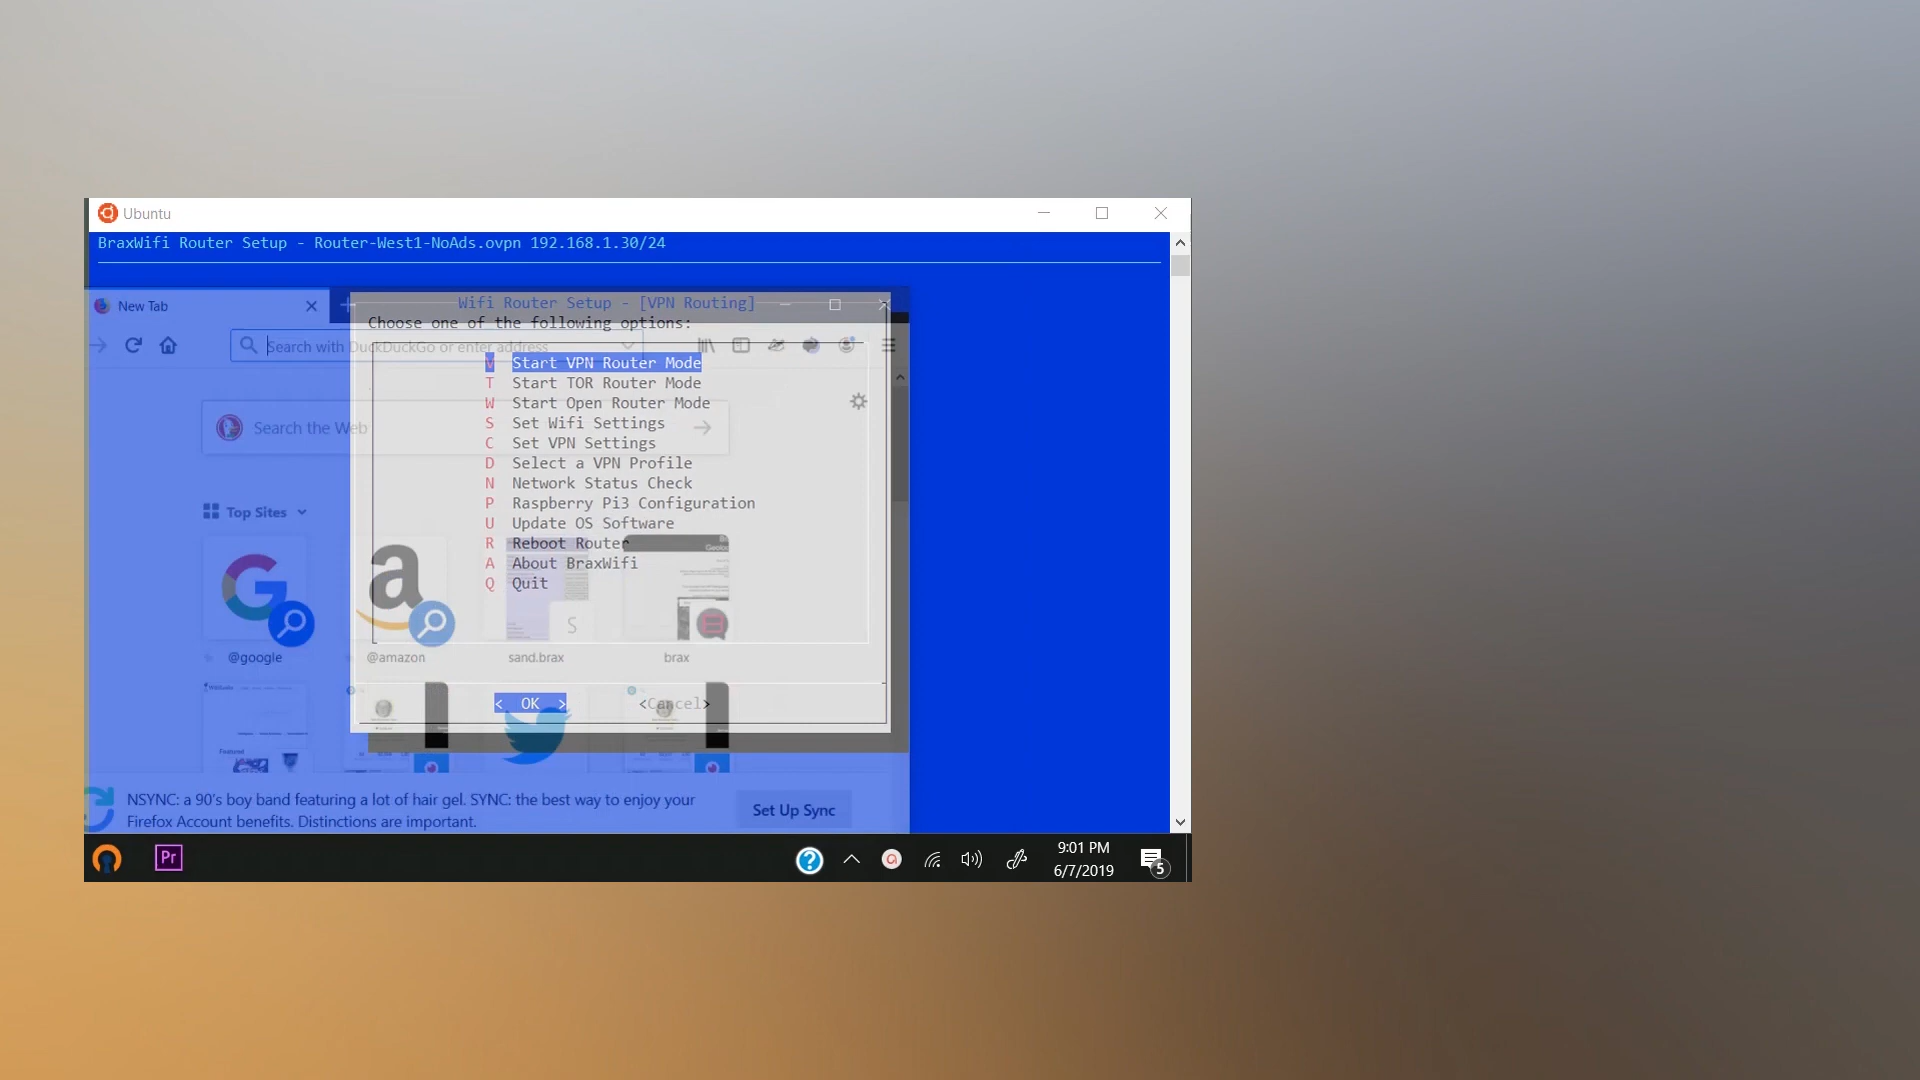 Ubuntu
BraxWifi Router Setup - Router-West1-NoAds.ovpn 192.168.1.30/24
New Tab
Wifi Router Setup - [VPN Routing]
Choose one of the following options:
Search with DuckDuckGo or enter address
V Start VPN Router Mode
T Start TOR Router Mode
W Start Open Router Mode
S Set Wifi Settings
Search the Web
C Set VPN Settings
D Select a VPN Profile
N Network Status Check
P Raspberry Pi3 Configuration
Top Sites
U Update OS Software
R Reboot Router
A About BraxWifi
Q Quit
S
@google
@amazon
sand.brax
brax
< OK >
<Cancel>
Featured
NSYNC: a 90's boy band featuring a lot of hair gel. SYNC: the best way to enjoy your
Firefox Account benefits. Distinctions are important.
Set Up Sync
Pr
9:01 PM
6/7/2019
5